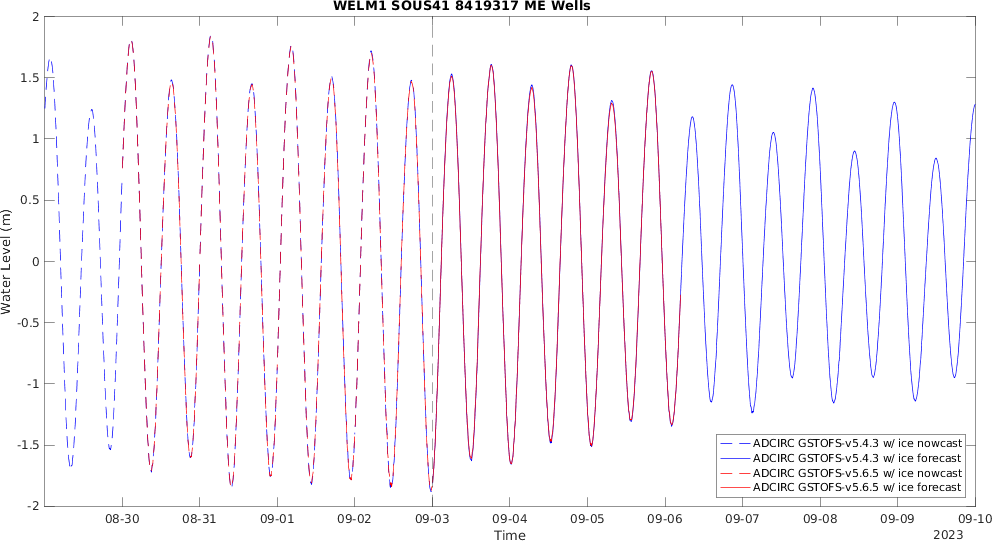 WELM1 SOUS41 8419317 ME Wells
2
1.5
1
0.5
0
-0.5
-1
-1.5
-2
Water Level (m)
ADCIRC GSTOFS-v5.4.3 w/ ice nowcast
ADCIRC GSTOFS-v5.4.3 w/ ice forecast
ADCIRC GSTOFS-v5.6.5 w/ ice nowcast
ADCIRC GSTOFS-v5.6.5 w/ ice forecast
08-30 08-31 09-01 09-02 09-03 09-04 09-05 09-06 09-07 09-08 09-09 09-10
Time
2023